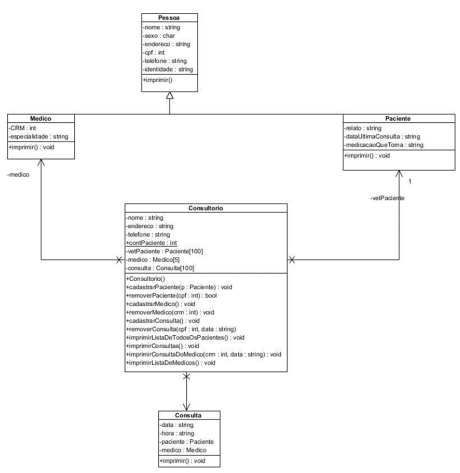 Pessoa
-nome : string
-sexo : char
-endereco : string
-cpf : int
-telefone : string
-identidade : string
+imprimir()
Medico
-CRM : int
-especialidade : string
+imprimir() : void
Paciente
-relato : string
-dataUltimaConsulta : string
-medicacaoQueToma : string
+imprimir() : void
-medico
1
-vetPaciente
Consultorio
-nome : string
-endereco : string
-telefone : string
+contPaciente : int
-vetPaciente : Paciente[100]
-medico : Medico[5]
-consulta : Consulta[100]
+Consultorio()
+cadastrarPaciente(p : Paciente) : void
+removerPaciente(cpf : int) : bool
+cadastrarMedico() : void
+removerMedico(crm : int) : void
+cadastrarConsulta() : void
+removerConsulta(cpf : int, data : string)
+imprimirListaDeTodosOsPacientes() : void
+imprimirConsultas() : void
+imprimirConsultaDoMedico(crm : int, data : string) : void
+imprimirListaDeMedicos() : void
Consulta
-data : string
-hora : string
-paciente : Paciente
-medico : Medico
+imprimir() : void